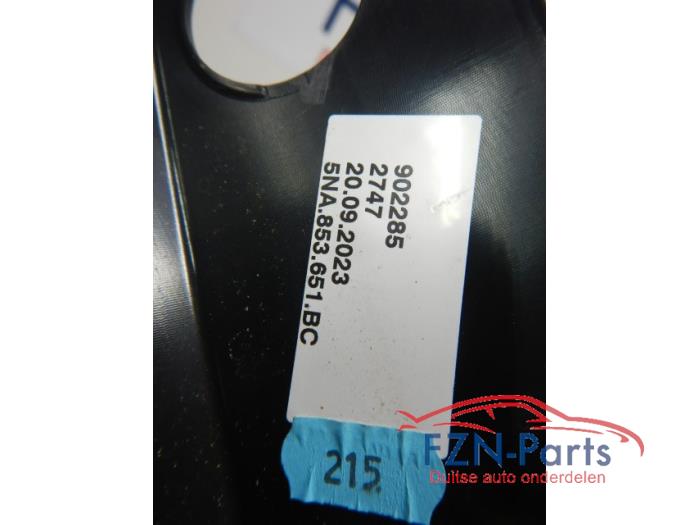 902285
2747
20.09.2023
5NA.853.651.BC
215
FZN-Parts
Duitse auto onderdelen